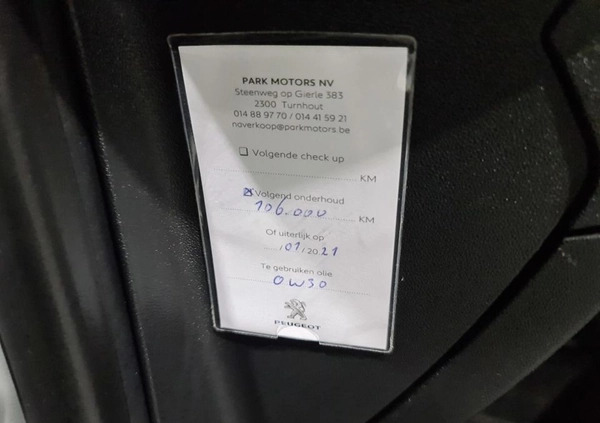 PARK MOTORS NV
Steenweg op Gierle 383
2300 Turnhout
014 88 97 70 / 014 41 59 21
naverkoop@parkmotors.be
❑ Volgende check up
.......................................... KM
☒ Volgend onderhoud
106.000 .......... KM
Of uiterlijk op
...../01/2021
Te gebruiken olie
0W30
PEUGEOT